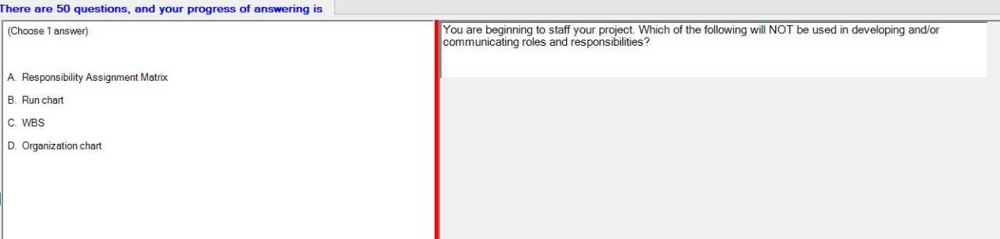 There are 50 questions, and your progress of answering is
(Choose 1 answer)
A. Responsibility Assignment Matrix
B. Run chart
C. WBS
D. Organization chart
You are beginning to staff your project. Which of the following will NOT be used in developing and/or
communicating roles and responsibilities?